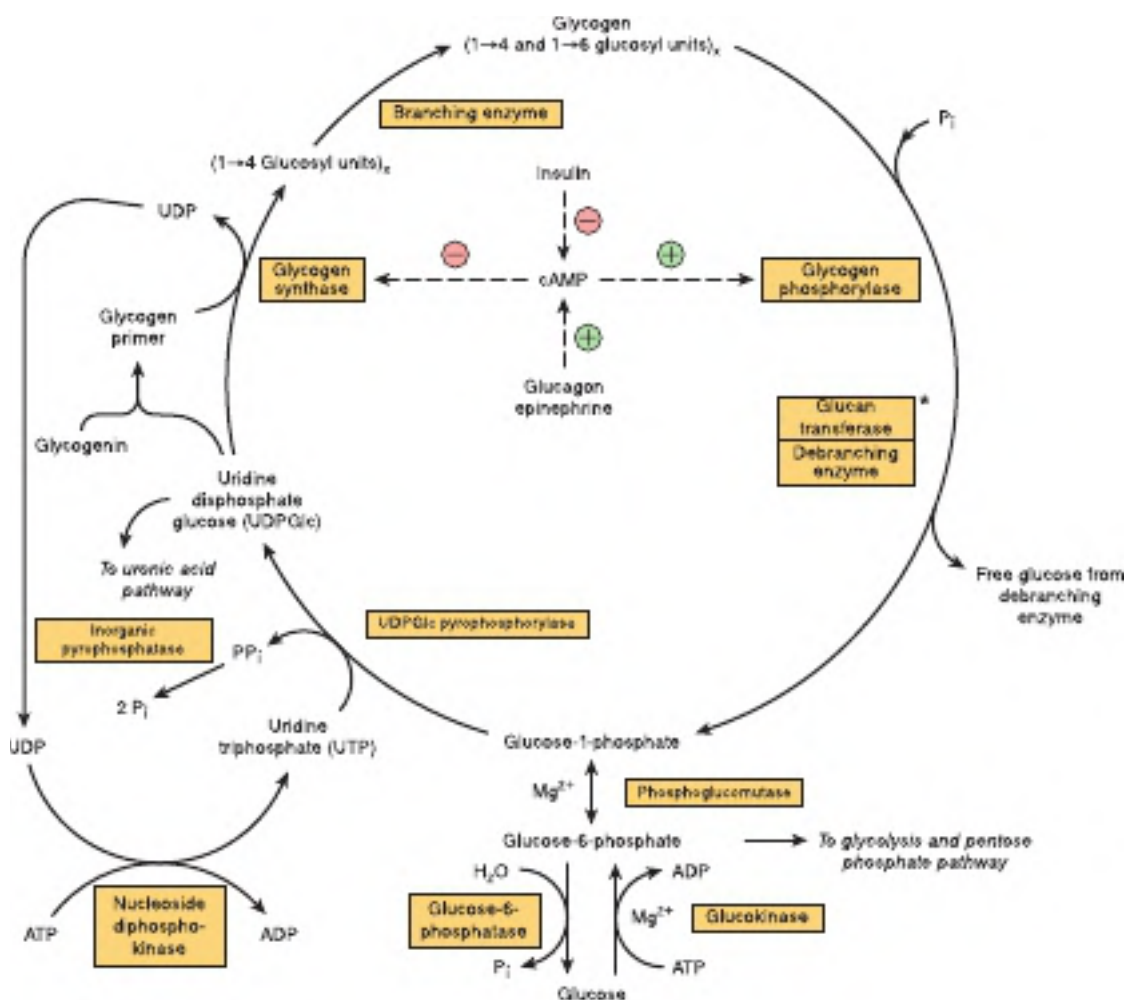 Glycogen
(1→4 and 1→6 glucosyl units)ₓ
Branching enzyme
Pi
(1→4 Glucosyl units)ₓ
Insulin
UDP
−
−
+
Glycogen
synthase
cAMP
Glycogen
phosphorylase
Glycogen
primer
+
Glucagon
epinephrine
Glucan
transferase
*
Debranching
enzyme
Glycogenin
Uridine
disphosphate
glucose (UDPGlc)
To uronic acid
pathway
Free glucose from
debranching
enzyme
Inorganic
pyrophosphatase
UDPGlc pyrophosphorylase
PPi
2 Pi
Uridine
triphosphate (UTP)
UDP
Glucose-1-phosphate
Mg²⁺
Phosphoglucomutase
Glucose-6-phosphate
To glycolysis and pentose
phosphate pathway
H₂O
ADP
Nucleoside
diphospho-
kinase
ATP
ADP
Glucose-6-
phosphatase
Mg²⁺
Glucokinase
Pi
ATP
Glucose